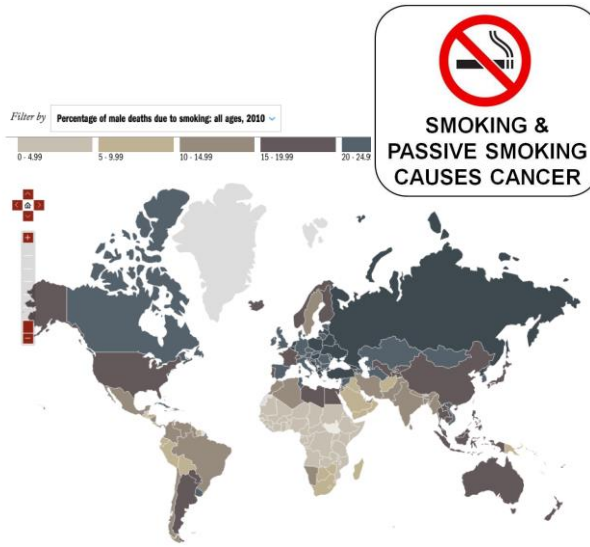 SMOKING &
PASSIVE SMOKING
CAUSES CANCER
Filter by Percentage of male deaths due to smoking: all ages, 2010
0 - 4.99 5 - 9.99 10 - 14.99 15 - 19.99 20 - 24.9